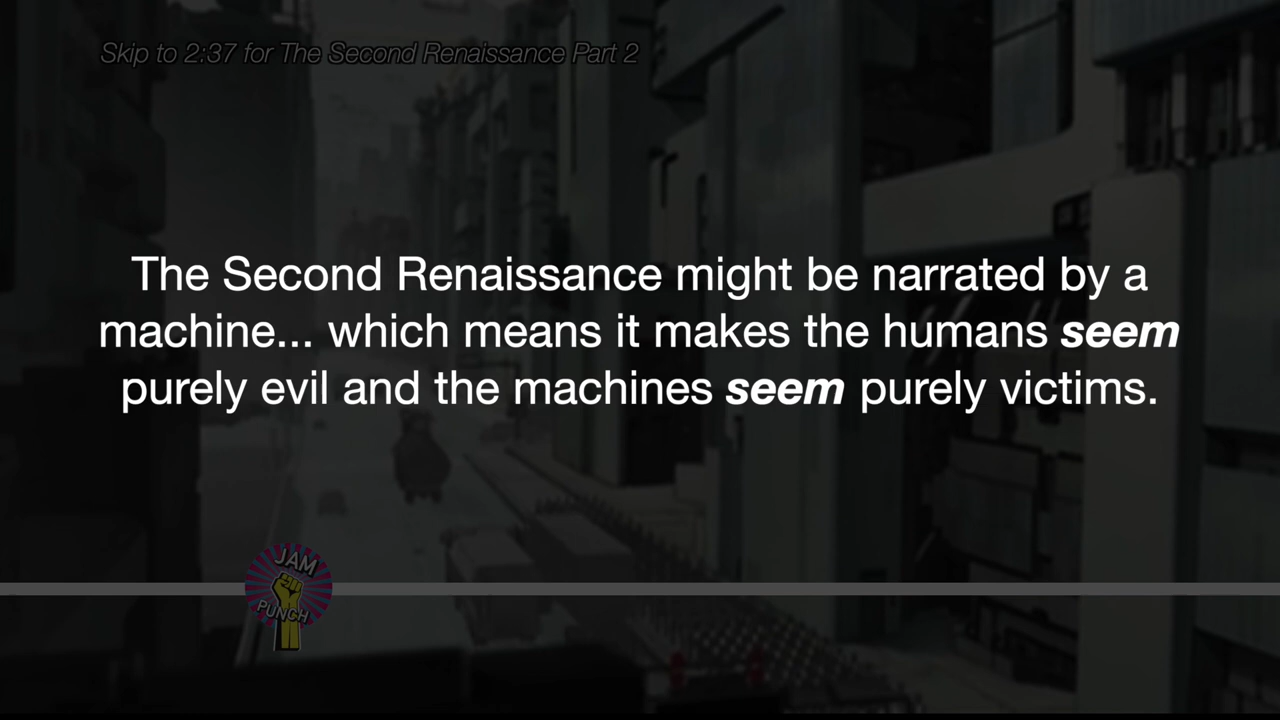 Skip to 2:37 for The Second Renaissance Part 2
The Second Renaissance might be narrated by a
machine... which means it makes the humans seem
purely evil and the machines seem purely victims.
JAM
PUNCH